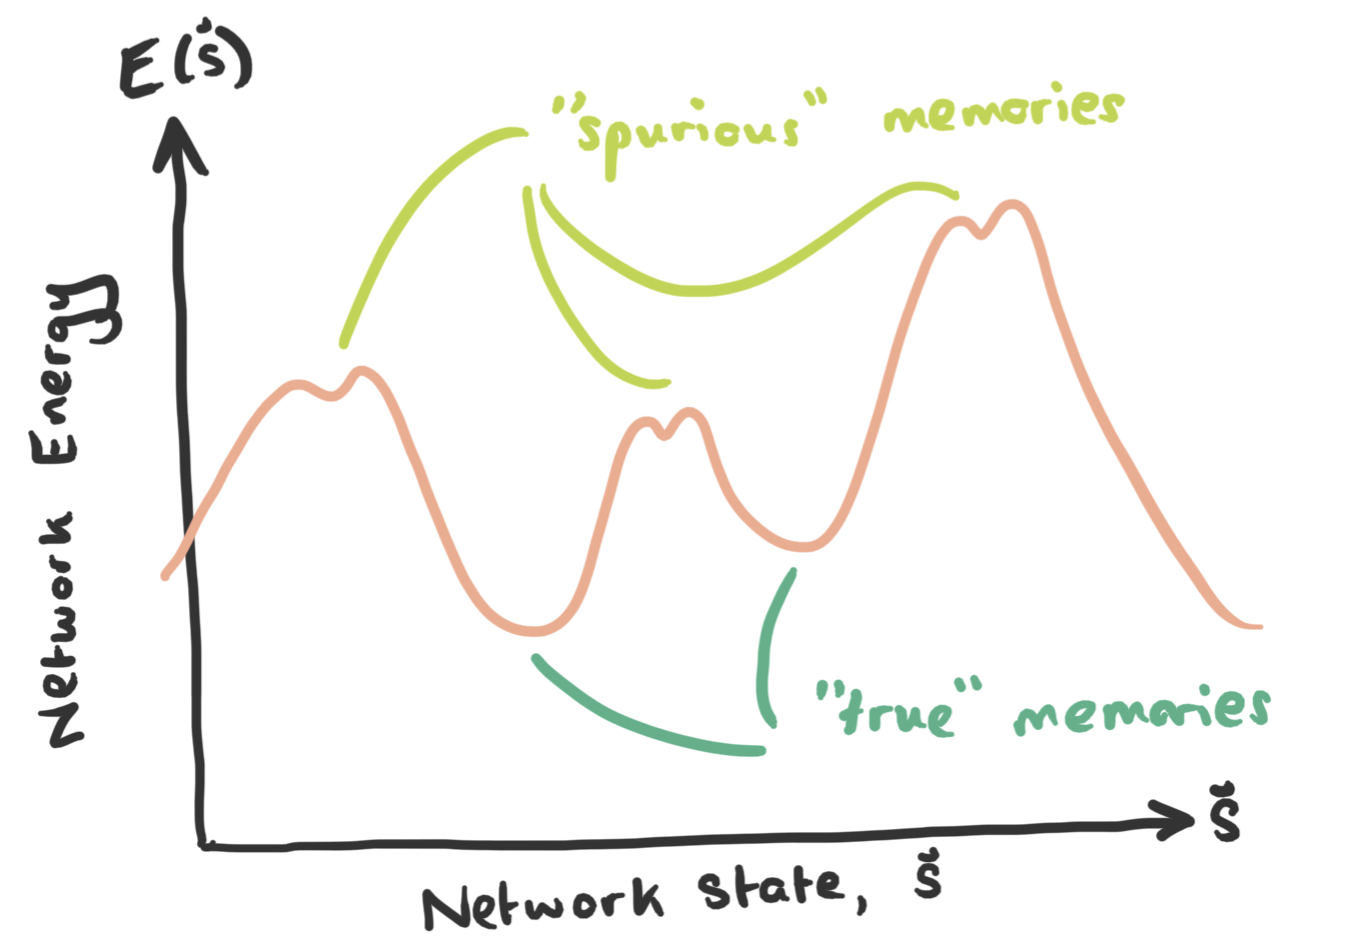 E(š)
"spurious" memories
Network Energy
"true" memories
š
Network state, š